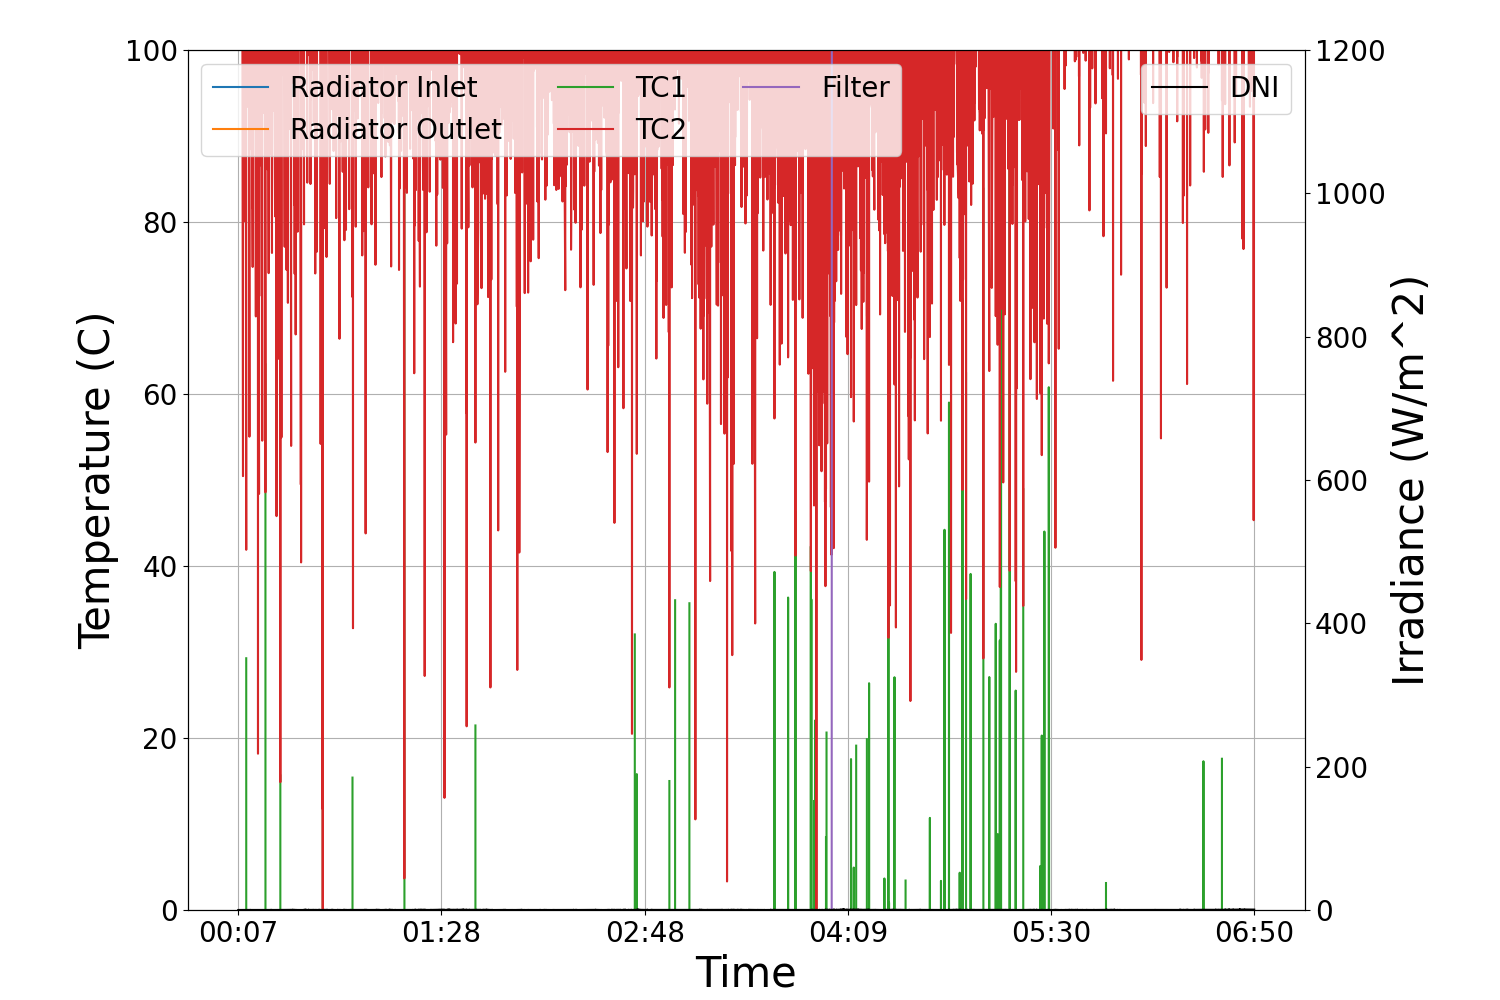 100
80
60
40
20
0
Temperature (C)
Radiator Inlet
Radiator Outlet
TC1
TC2
Filter
DNI
1200
1000
800
600
400
200
0
Irradiance (W/m^2)
00:07
01:28
02:48
04:09
05:30
06:50
Time